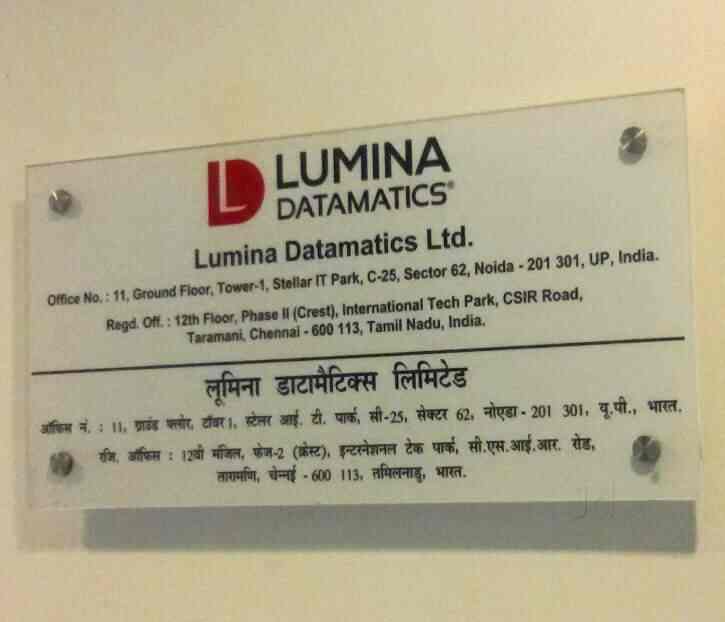 LUMINA
DATAMATICS®
Lumina Datamatics Ltd.
Office No. : 11, Ground Floor, Tower-1, Stellar IT Park, C-25, Sector 62, Noida - 201 301, UP, India.
Regd. Off. : 12th Floor, Phase II (Crest), International Tech Park, CSIR Road,
Taramani, Chennai - 600 113, Tamil Nadu, India.
लूमिना डाटामैटिक्स लिमिटेड
ऑफिस नं. : 11, ग्राउंड फ्लोर, टॉवर 1, स्टेलर आई. टी. पार्क, सी-25, सेक्टर 62, नोएडा - 201 301, यू.पी., भारत.
रजि. ऑफिस : 12वी मंजिल, फेज-2 (क्रेस्ट), इन्टरनेशनल टेक पार्क, सी.एस.आई.आर. रोड,
तारामणि, चेन्नई - 600 113, तमिलनाडु, भारत.